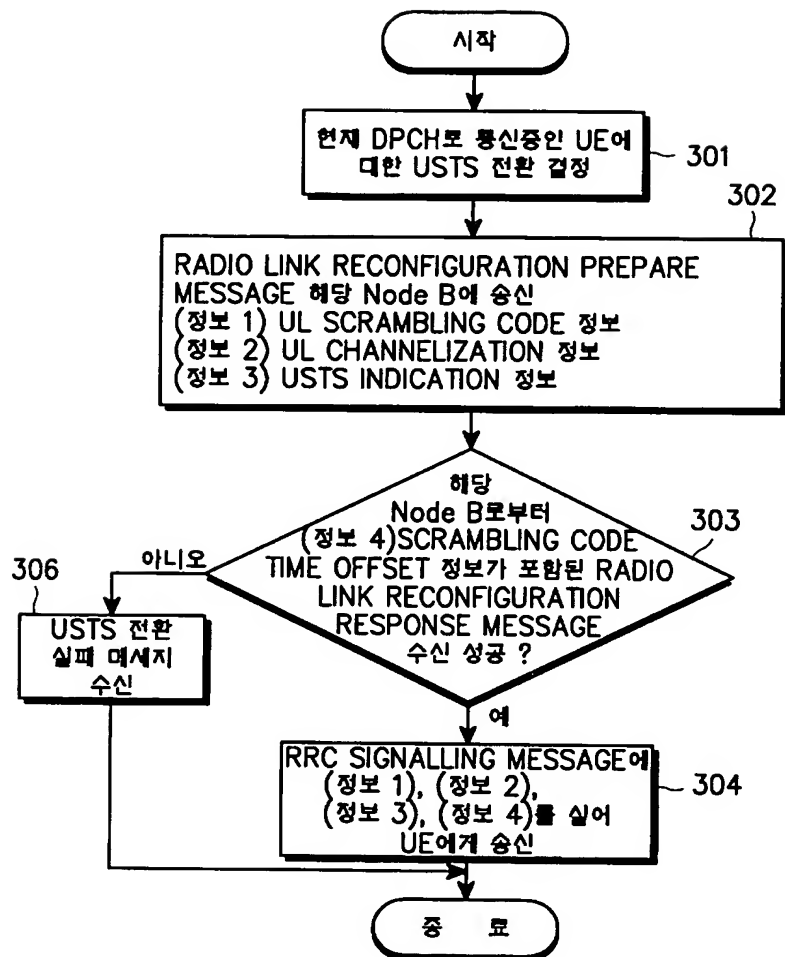 시작
현재 DPCH로 통신중인 UE에
대한 USTS 전환 결정
301
302
RADIO LINK RECONFIGURATION PREPARE
MESSAGE 해당 Node B에 송신
(정보 1) UL SCRAMBLING CODE 정보
(정보 2) UL CHANNELIZATION 정보
(정보 3) USTS INDICATION 정보
해당
Node B로부터
(정보 4)SCRAMBLING CODE
TIME OFFSET 정보가 포함된 RADIO
LINK RECONFIGURATION
RESPONSE MESSAGE
수신 성공 ?
303
아니오
306
USTS 전환
실패 메세지
수신
예
RRC SIGNALLING MESSAGE에
(정보 1), (정보 2),
(정보 3), (정보 4)를 실어
UE에게 송신
304
종 료